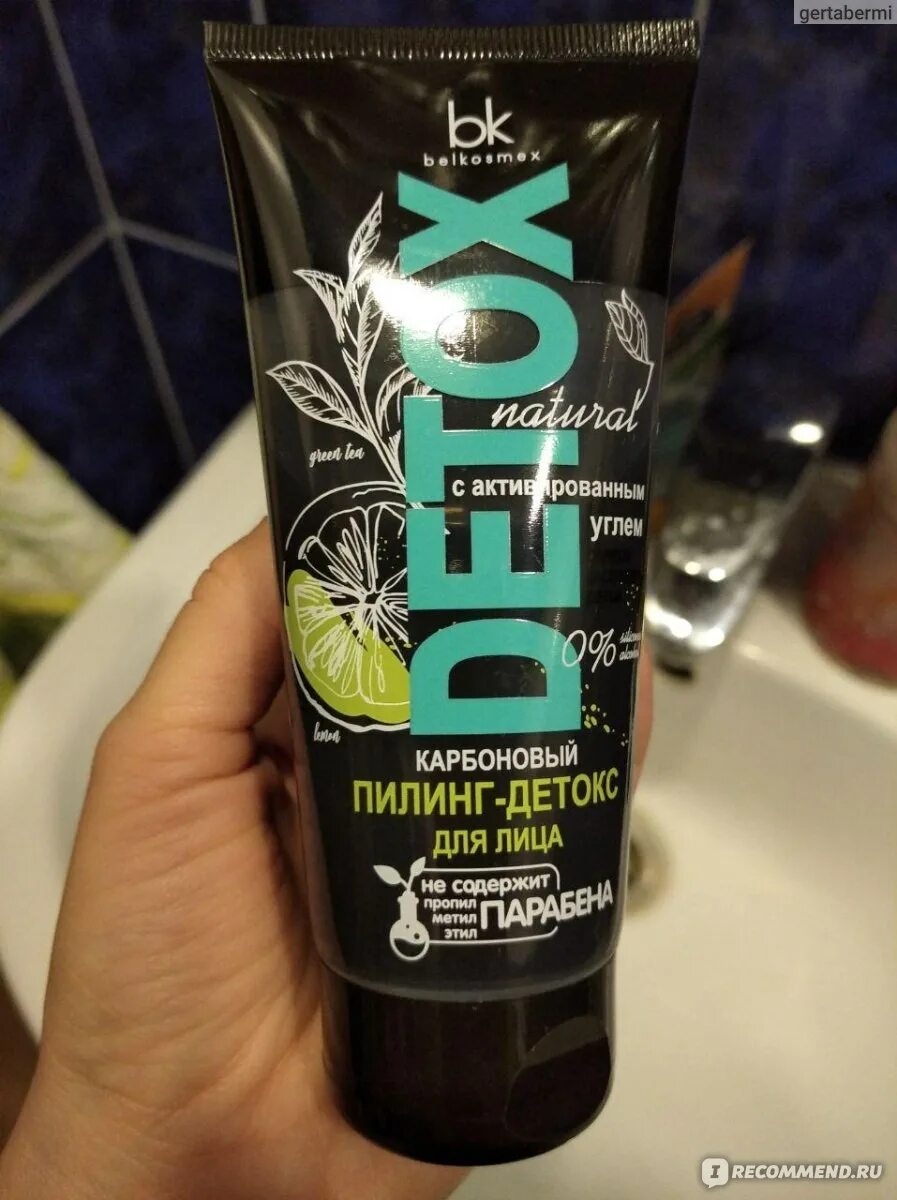 gertabermi
bk
belkosmex
DETOX
natural
green tea
с активированным
углем
0%
lemon
КАРБОНОВЫЙ
ПИЛИНГ-ДЕТОКС
ДЛЯ ЛИЦА
не содержит
пропил
метил
этил
ПАРАБЕНА
IRECOMMEND.RU